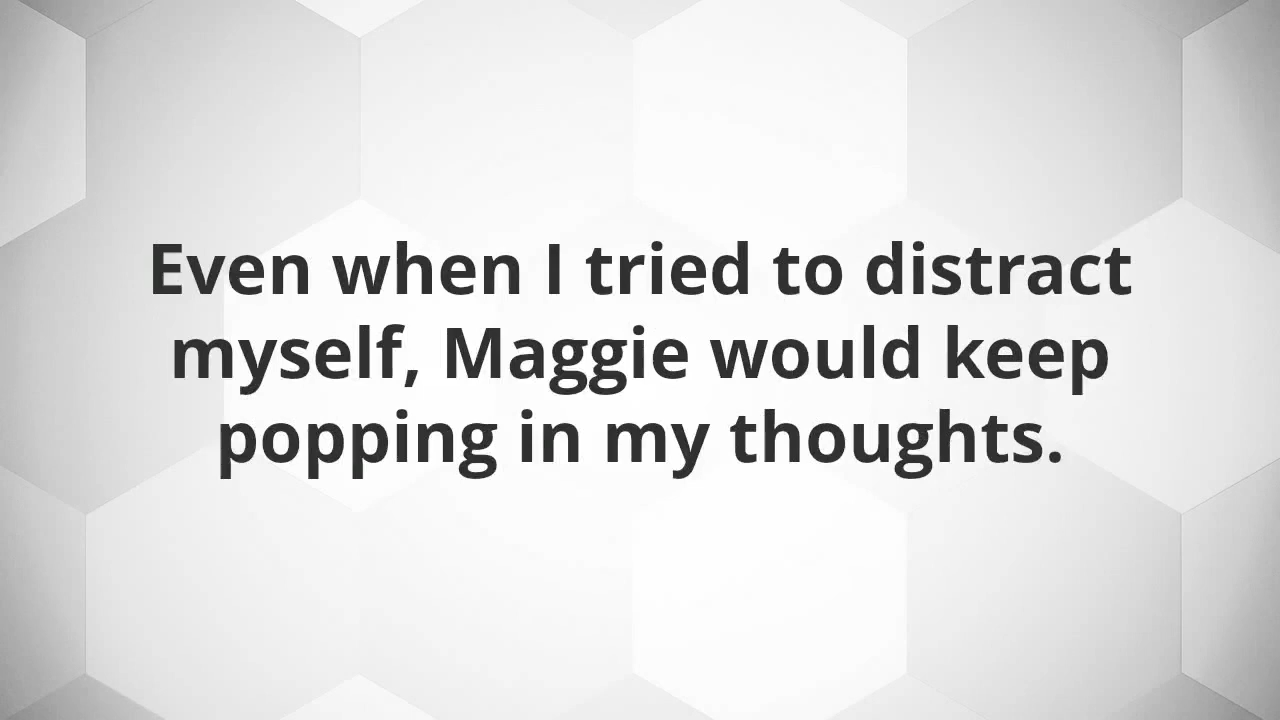 Even when I tried to distract
myself, Maggie would keep
popping in my thoughts.